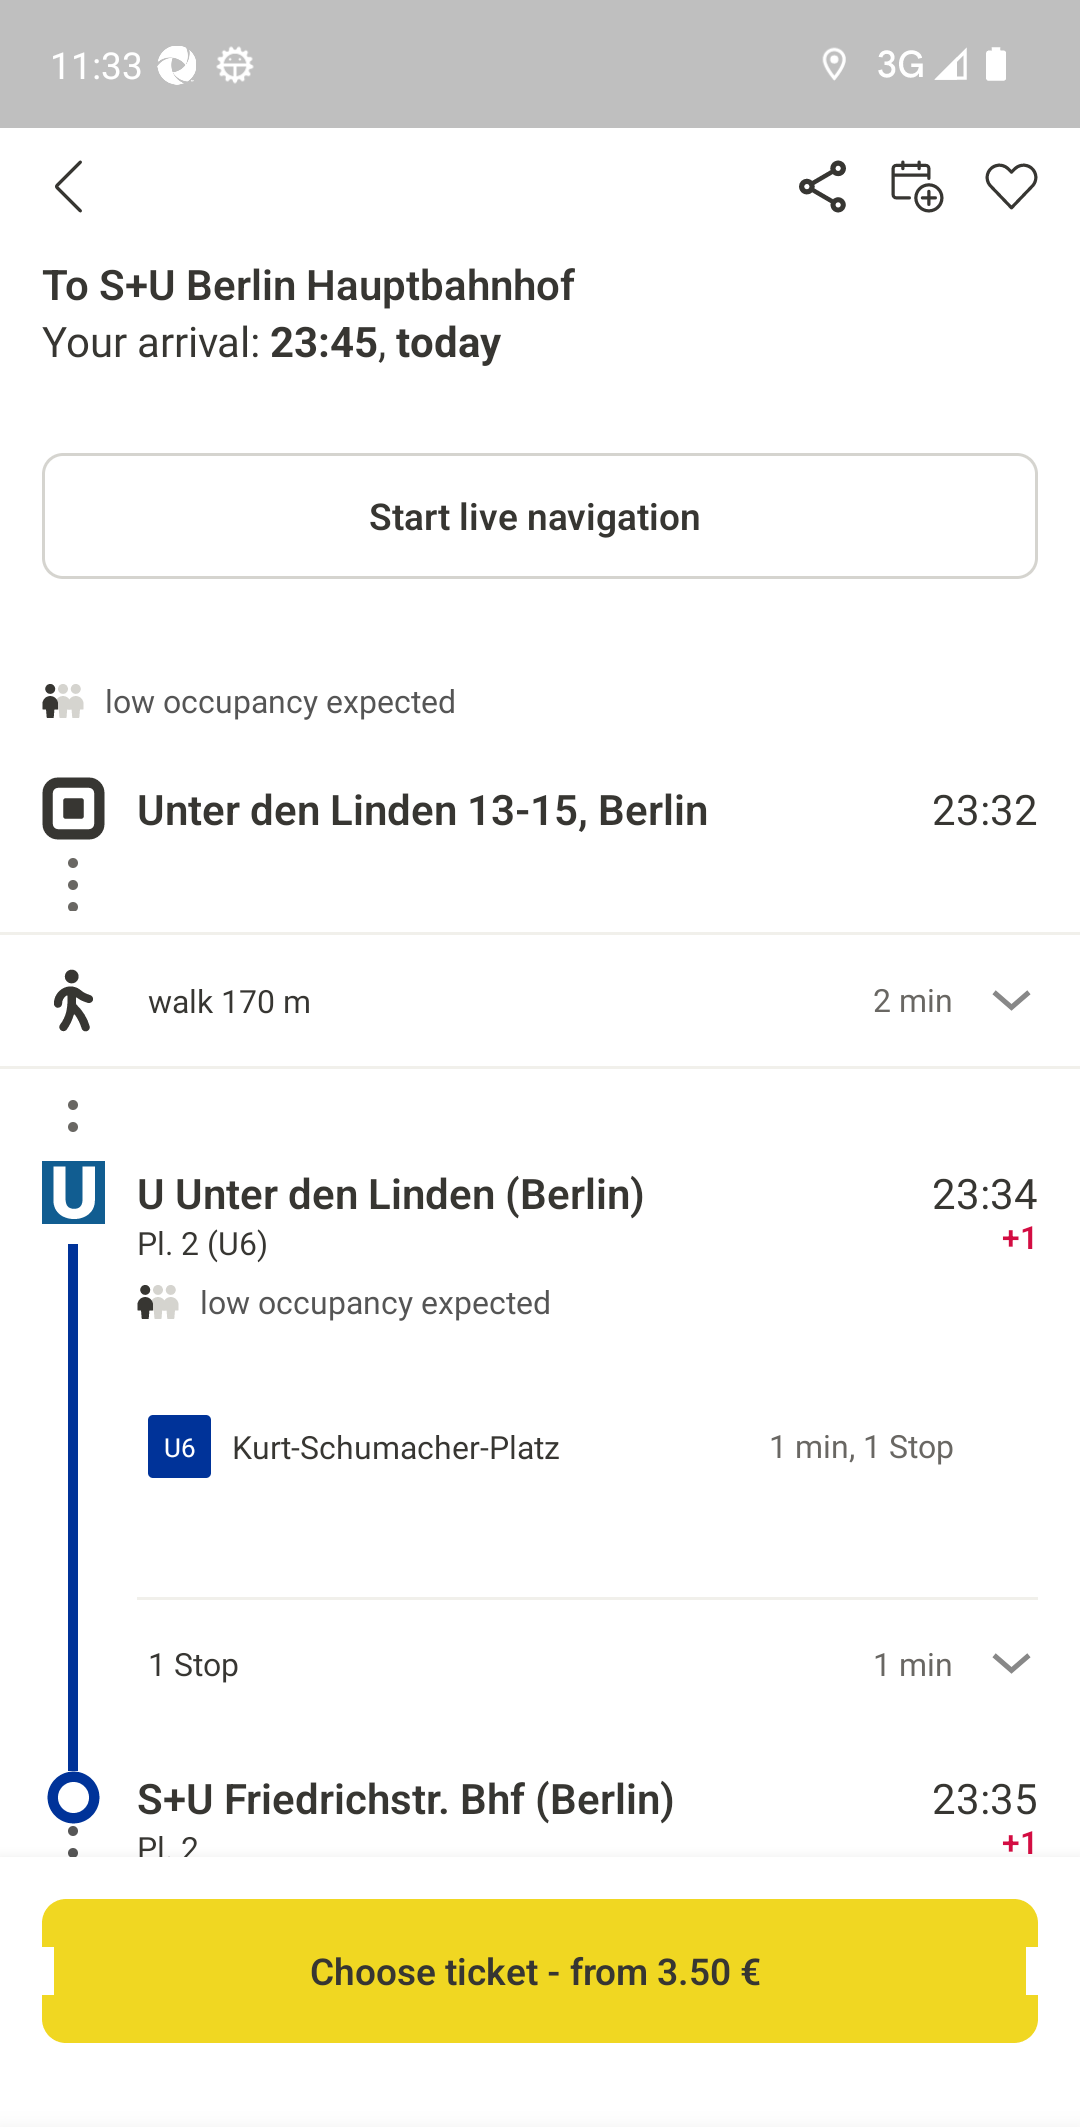 11:33
3G
To S+U Berlin Hauptbahnhof
Your arrival: 23:45, today
Start live navigation
low occupancy expected
Unter den Linden 13-15, Berlin 23:32
walk 170 m 2 min
U U Unter den Linden (Berlin) 23:34
Pl. 2 (U6) +1
low occupancy expected
U6 Kurt-Schumacher-Platz 1 min, 1 Stop
1 Stop 1 min
S+U Friedrichstr. Bhf (Berlin) 23:35
Pl. 2 +1
Choose ticket - from 3.50 €